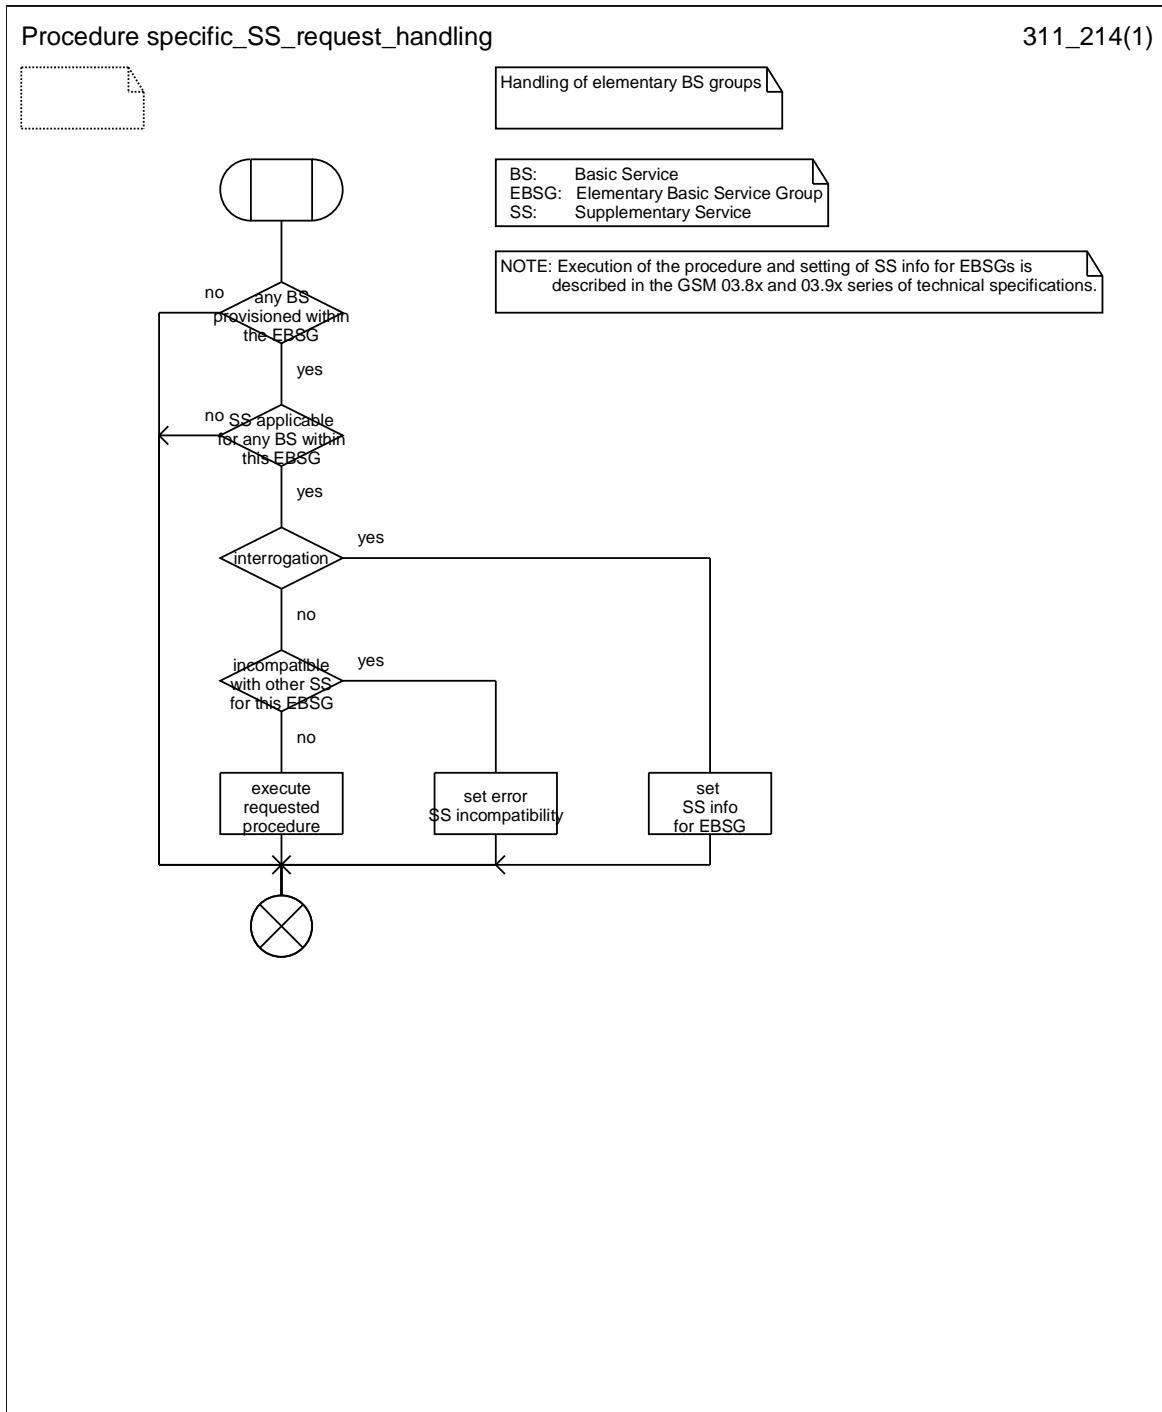 Procedure specific_SS_request_handling 311_214(1)
Handling of elementary BS groups
BS: Basic Service
EBSG: Elementary Basic Service Group
SS: Supplementary Service
NOTE: Execution of the procedure and setting of SS info for EBSGs is
described in the GSM 03.8x and 03.9x series of technical specifications.
no
any BS
provisioned within
the EBSG
yes
no
SS applicable
for any BS within
this EBSG
yes
yes
interrogation
no
yes
incompatible
with other SS
for this EBSG
no
execute
requested
procedure
set error
SS incompatibility
set
SS info
for EBSG